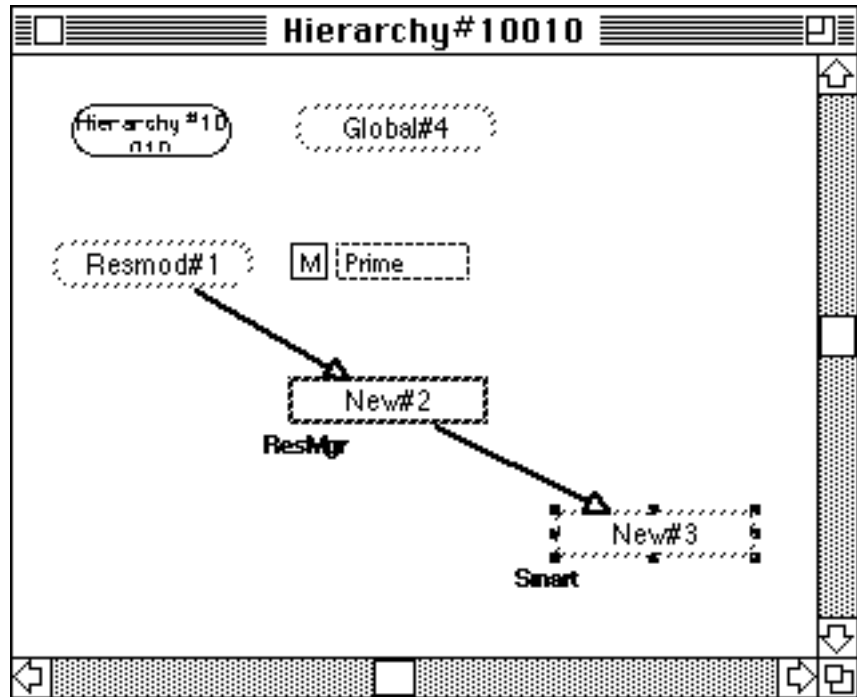 Hierarchy#10010
Hierarchy #10
010
Global#4
Resmod#1
M Prime
New#2
ResMgr
New#3
Smart